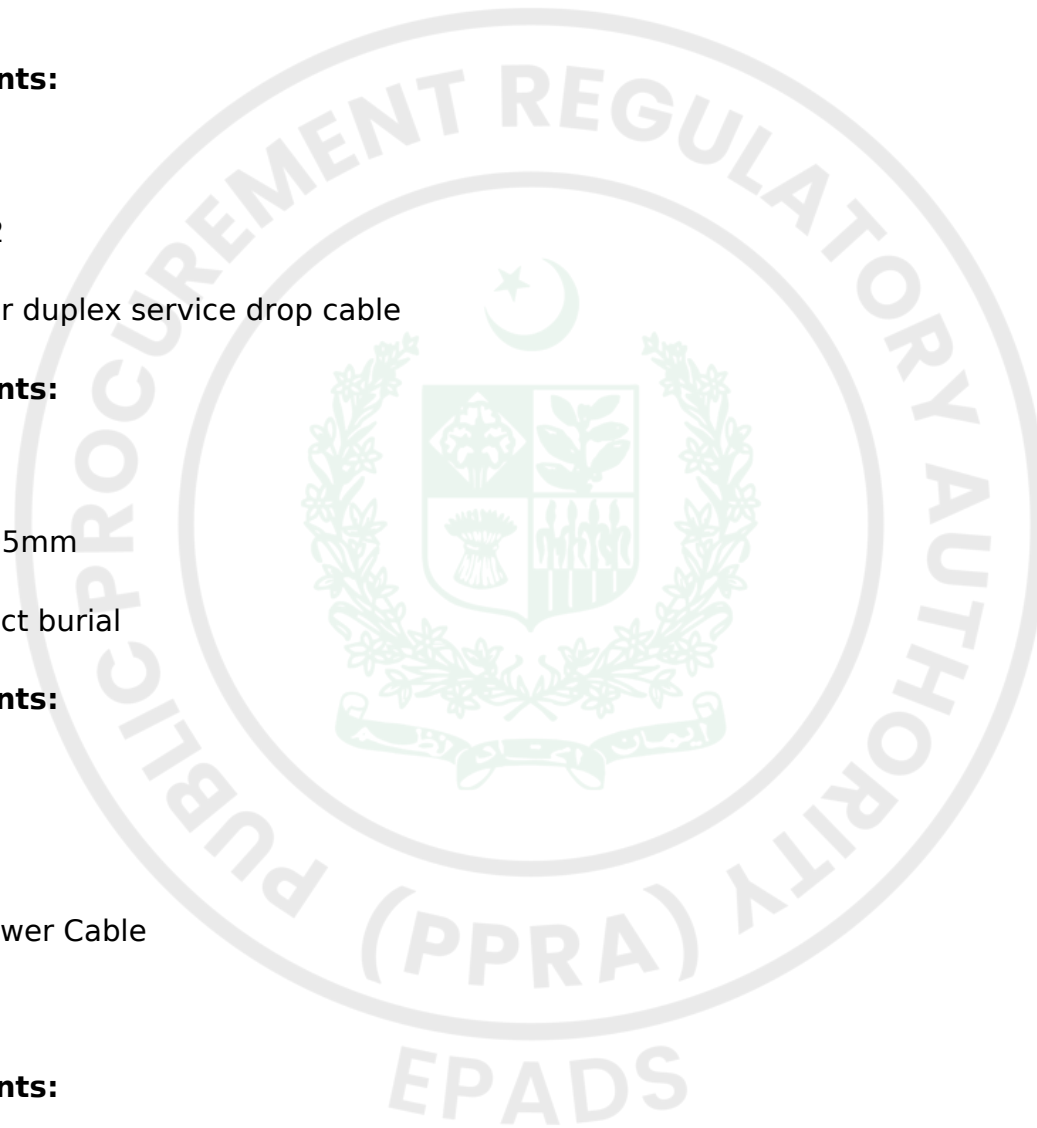 nts:
2
r duplex service drop cable
nts:
5mm
ct burial
nts:
wer Cable
nts:
PUBLIC PROCUREMENT REGULATORY AUTHORITY
(PPRA)
EPADS